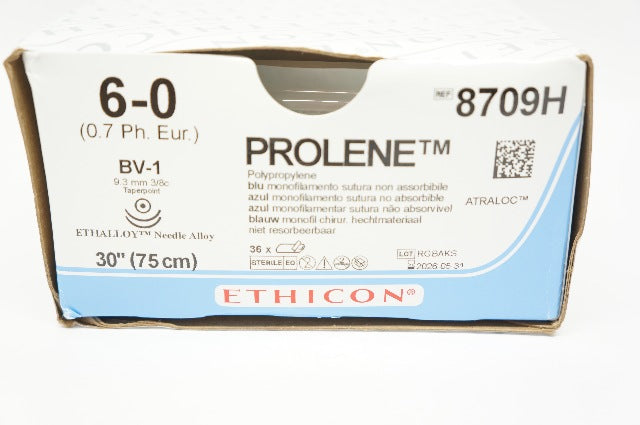 6-0
(0.7 Ph. Eur.)
BV-1
9.3 mm 3/8c
Taperpoint
ETHALLOY™ Needle Alloy
30" (75 cm)
REF 8709H
PROLENE™
Polypropylene
blu monofilamento sutura non assorbibile
azul monofilamento sutura no absorbible
azul monofilamentar sutura não absorvível
blauw monofil chirur. hechtmateriaal
niet resorbeerbaar
ATRALOC™
36 x
STERILE EO
LOT RGBAKS
2026-05-31
ETHICON®